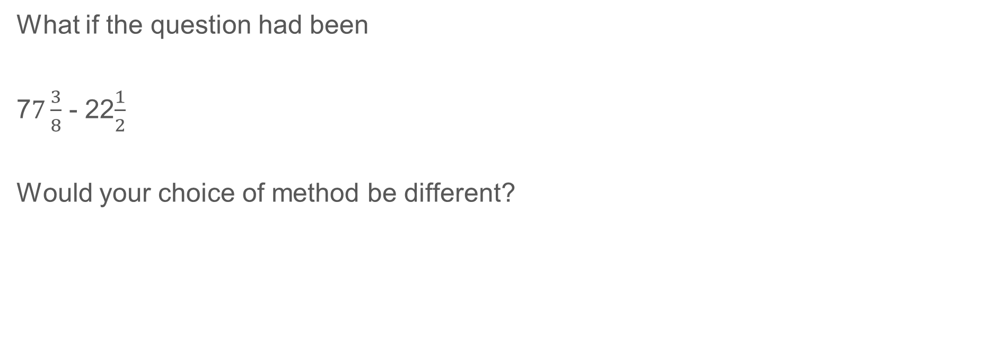 What if the question had been
77 3/8 - 22 1/2
Would your choice of method be different?